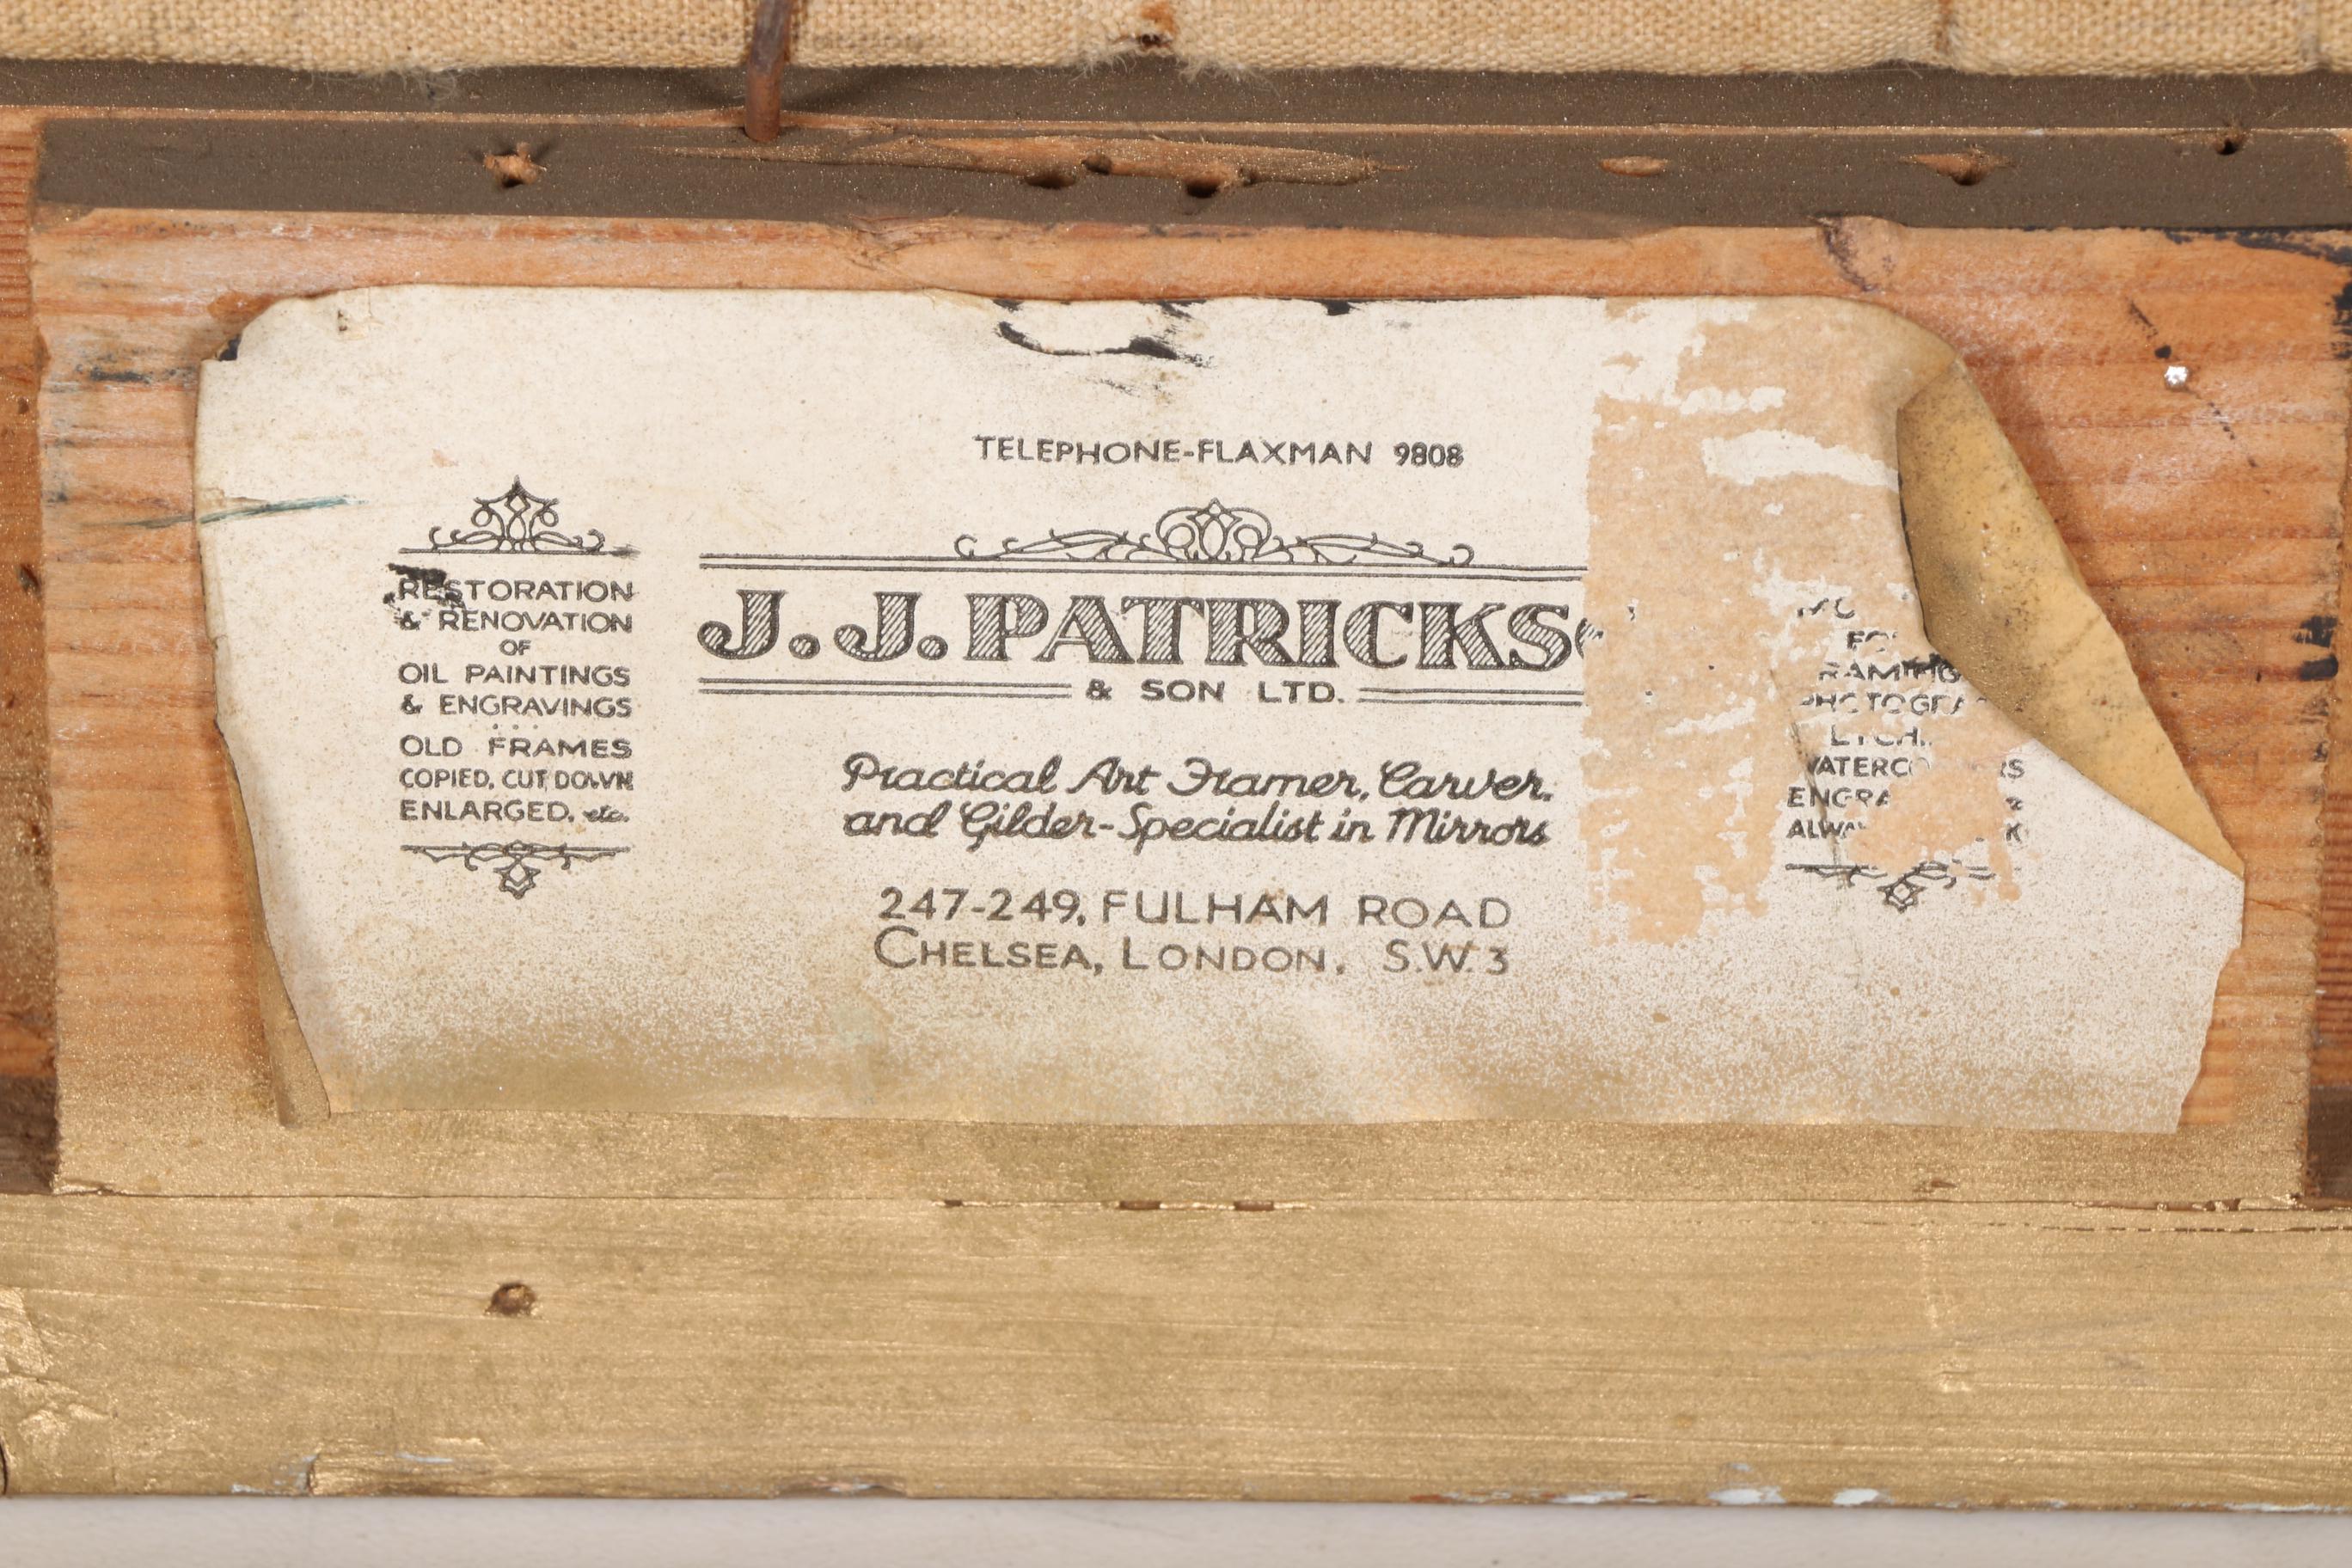 TELEPHONE-FLAXMAN 9808
RESTORATION
& RENOVATION
OF
OIL PAINTINGS
& ENGRAVINGS
OLD FRAMES
COPIED, CUT DOWN
ENLARGED, etc.
J. J. PATRICKS
& SON LTD.
Practical Art Framer, Carver,
and Gilder-Specialist in Mirrors
247-249, FULHAM ROAD
CHELSEA, LONDON, S.W.3